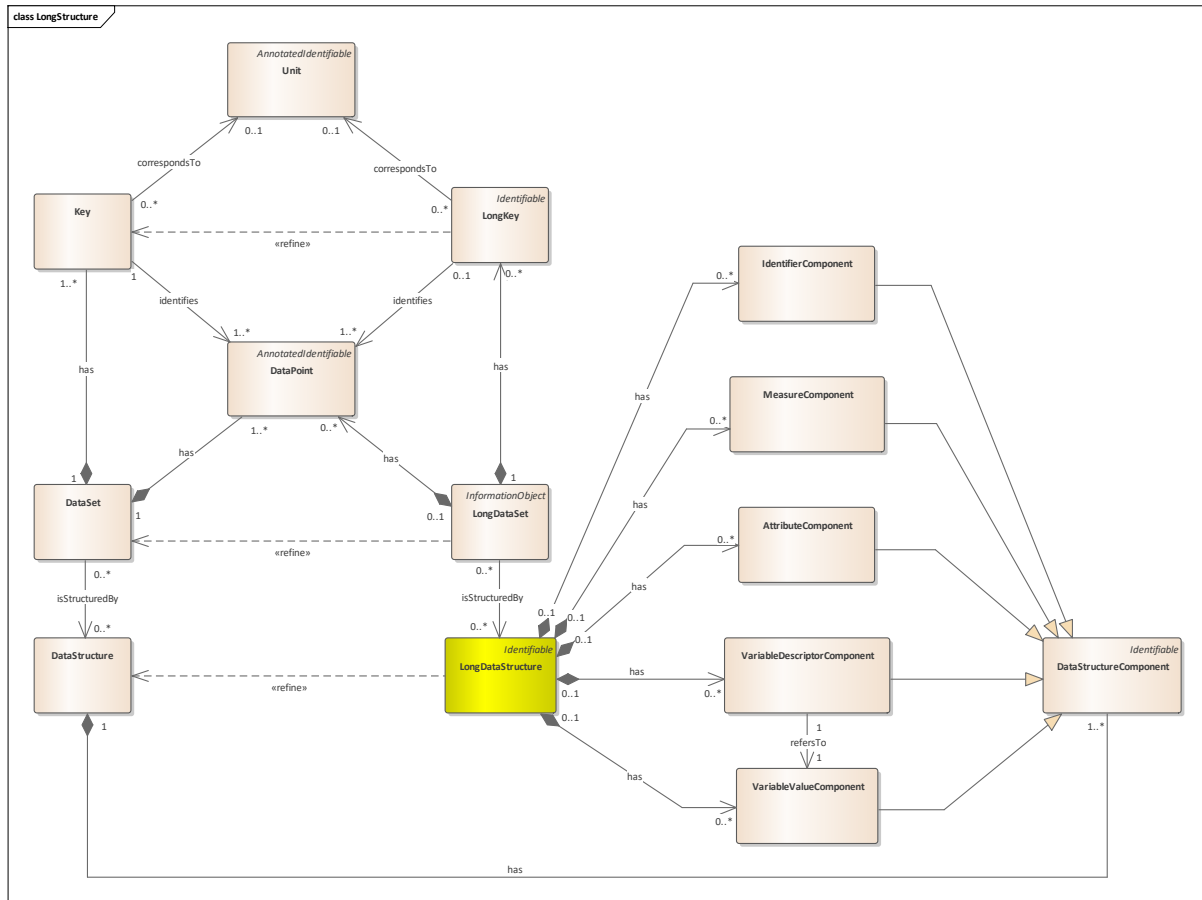 class LongStructure
AnnotatedIdentifiable
Unit
0..1
0..1
correspondsTo
correspondsTo
0..*
0..*
Key
Identifiable
LongKey
«refine»
1..*
1
0..1
0..*
identifies
identifies
1..*
1..*
AnnotatedIdentifiable
DataPoint
1..*
0..*
has
has
has
has
1
1
0..1
1
DataSet
InformationObject
LongDataSet
«refine»
0..*
0..*
isStructuredBy
isStructuredBy
0..*
0..*
DataStructure
Identifiable
LongDataStructure
«refine»
1
0..1
0..1
0..1
0..1
0..1
has
has
has
has
has
0..*
IdentifierComponent
0..*
MeasureComponent
0..*
AttributeComponent
0..*
VariableDescriptorComponent
1
refersTo
1
0..*
VariableValueComponent
Identifiable
DataStructureComponent
1..*
has